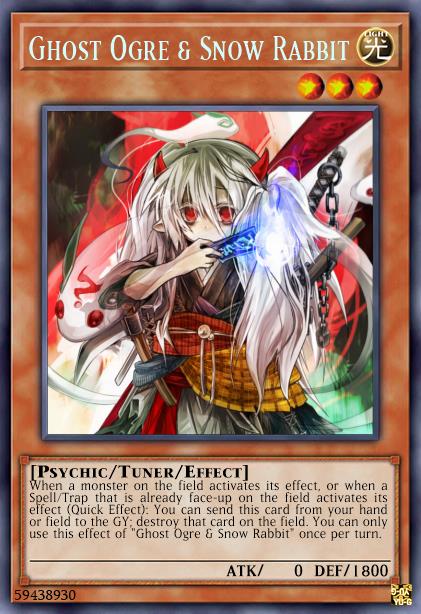 GHOST OGRE & SNOW RABBIT
LIGHT
光
[PSYCHIC/TUNER/EFFECT]
When a monster on the field activates its effect, or when a
Spell/Trap that is already face-up on the field activates its
effect (Quick Effect): You can send this card from your hand
or field to the GY; destroy that card on the field. You can only
use this effect of "Ghost Ogre & Snow Rabbit" once per turn.
ATK/ 0 DEF/1800
59438930